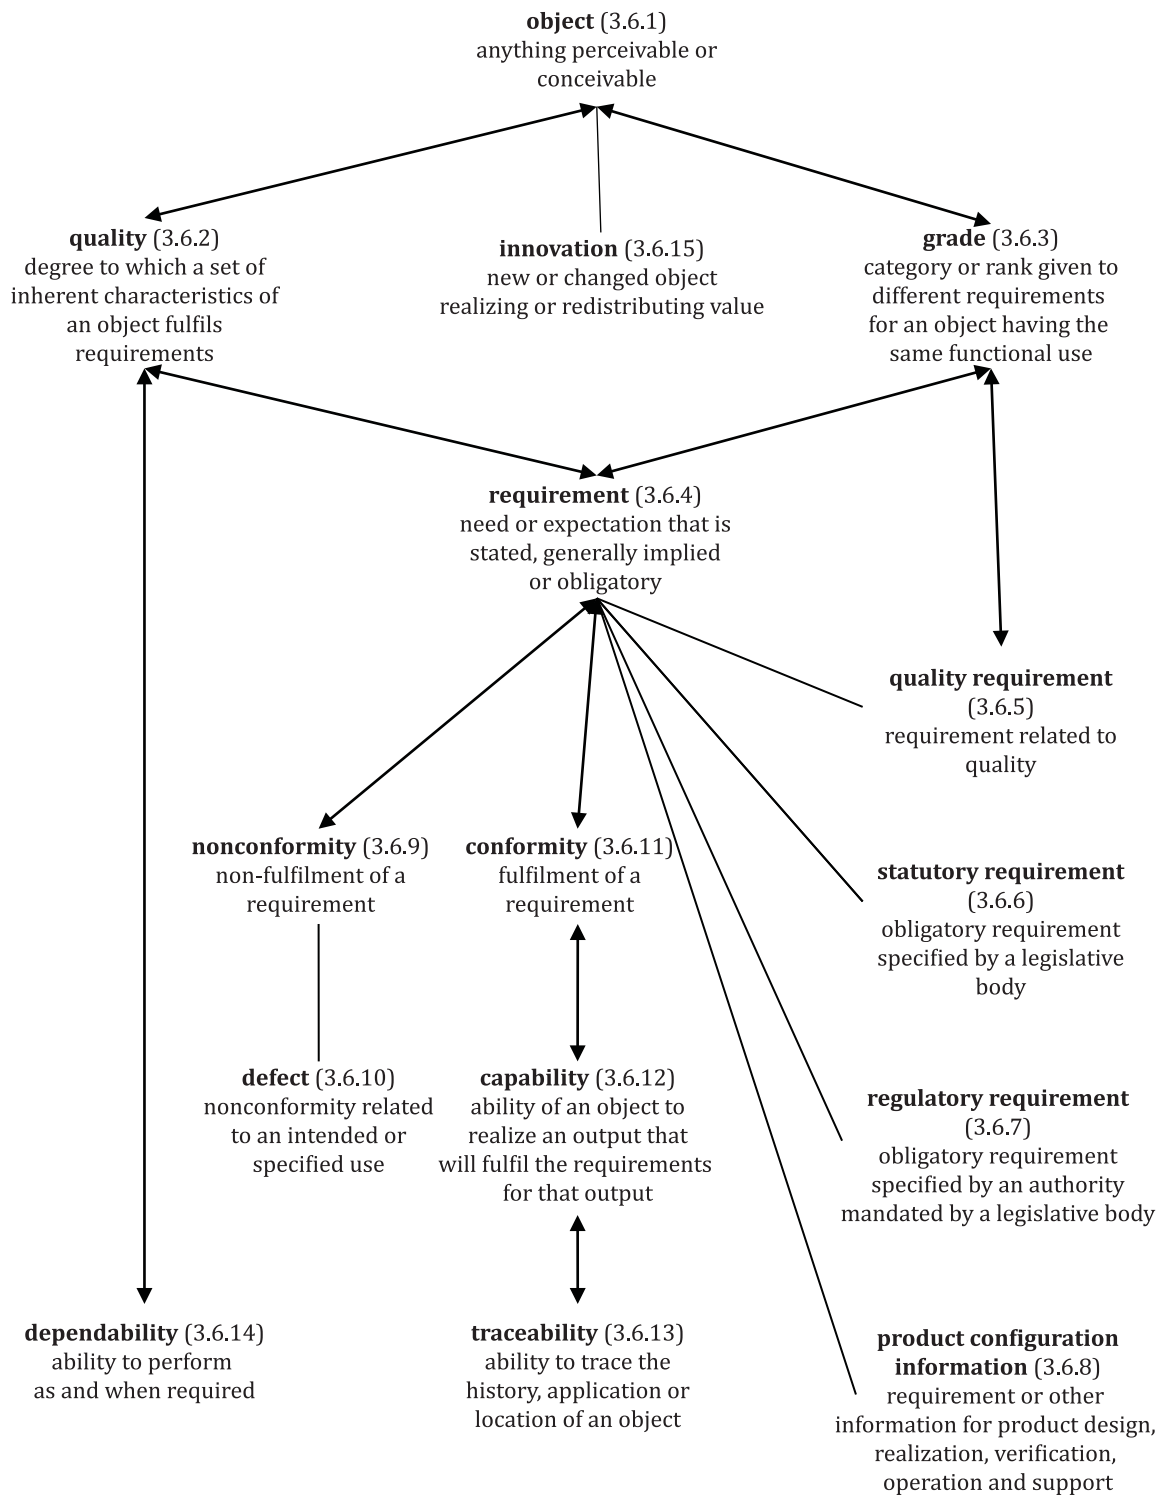 object (3.6.1)
anything perceivable or
conceivable
quality (3.6.2)
degree to which a set of
inherent characteristics of
an object fulfils
requirements
innovation (3.6.15)
new or changed object
realizing or redistributing value
grade (3.6.3)
category or rank given to
different requirements
for an object having the
same functional use
requirement (3.6.4)
need or expectation that is
stated, generally implied
or obligatory
quality requirement
(3.6.5)
requirement related to
quality
nonconformity (3.6.9)
non-fulfilment of a
requirement
conformity (3.6.11)
fulfilment of a
requirement
statutory requirement
(3.6.6)
obligatory requirement
specified by a legislative
body
defect (3.6.10)
nonconformity related
to an intended or
specified use
capability (3.6.12)
ability of an object to
realize an output that
will fulfil the requirements
for that output
regulatory requirement
(3.6.7)
obligatory requirement
specified by an authority
mandated by a legislative body
dependability (3.6.14)
ability to perform
as and when required
traceability (3.6.13)
ability to trace the
history, application or
location of an object
product configuration
information (3.6.8)
requirement or other
information for product design,
realization, verification,
operation and support